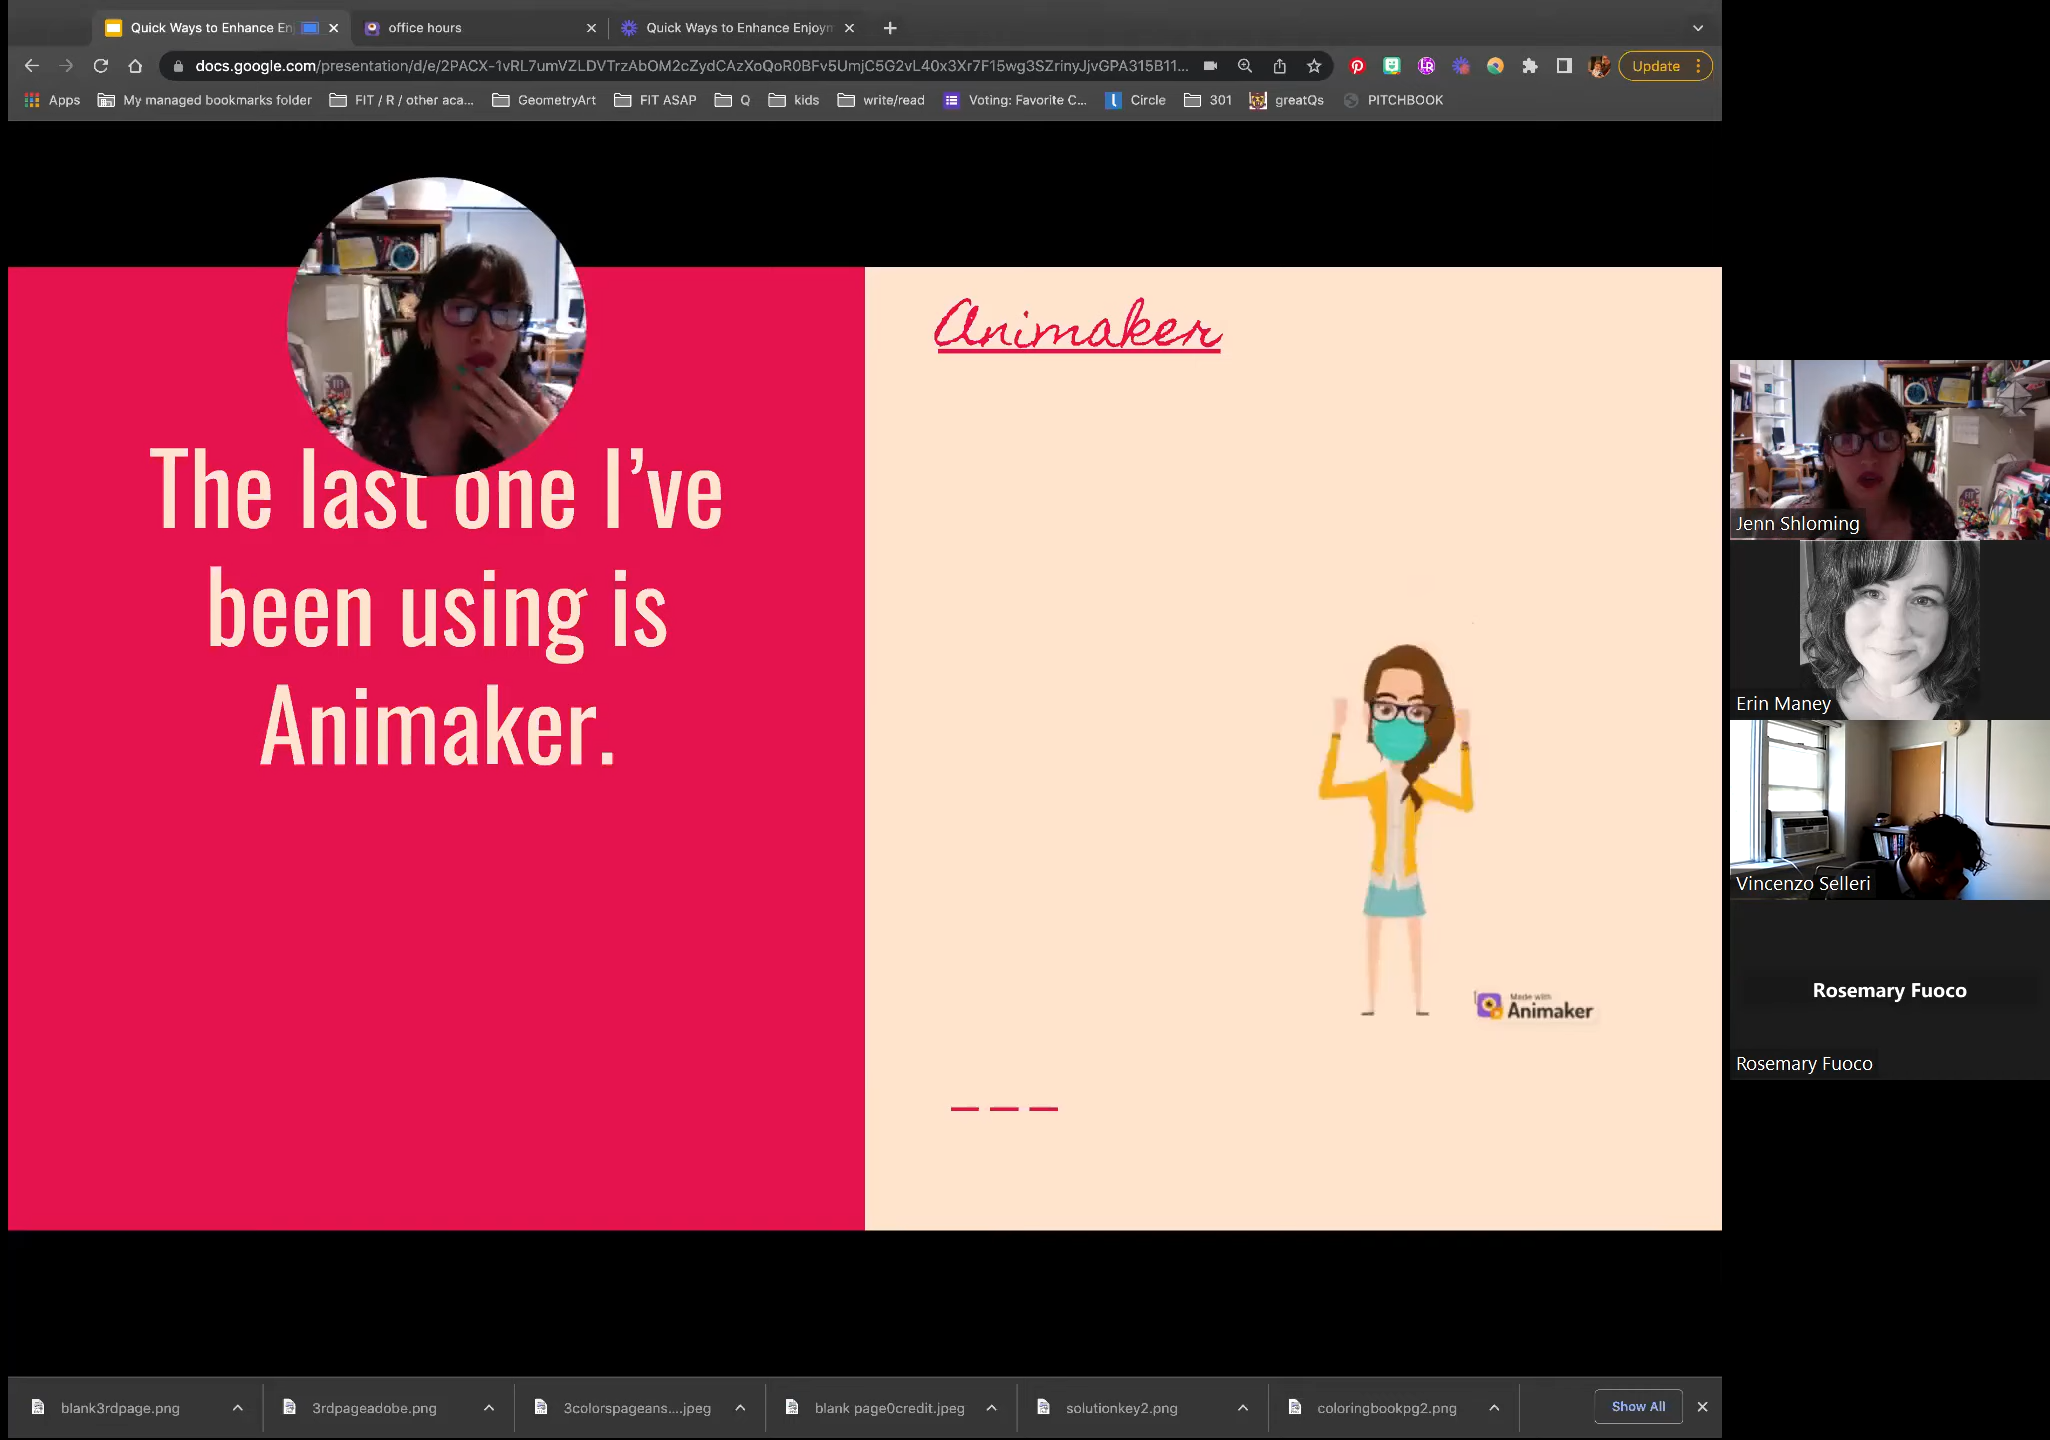 Quick Ways to Enhance En
office hours
Quick Ways to Enhance Enjoym
docs.google.com/presentation/d/e/2PACX-1vRL7umVZLDVTrzAbOM2cZydCAzXoQoR0BFv5UmjC5G2vL40x3Xr7F15wg3SZrinyJjvGPA315B11...
Update
Apps
My managed bookmarks folder
FIT / R / other aca...
GeometryArt
FIT ASAP
Q
kids
write/read
Voting: Favorite C...
Circle
301
greatQs
PITCHBOOK
The last one I’ve
been using is
Animaker.
Animaker
Made with
Animaker
Jenn Shloming
Erin Maney
Vincenzo Selleri
Rosemary Fuoco
Rosemary Fuoco
blank3rdpage.png
3rdpageadobe.png
3colorspageans....jpeg
blank page0credit.jpeg
solutionkey2.png
coloringbookpg2.png
Show All